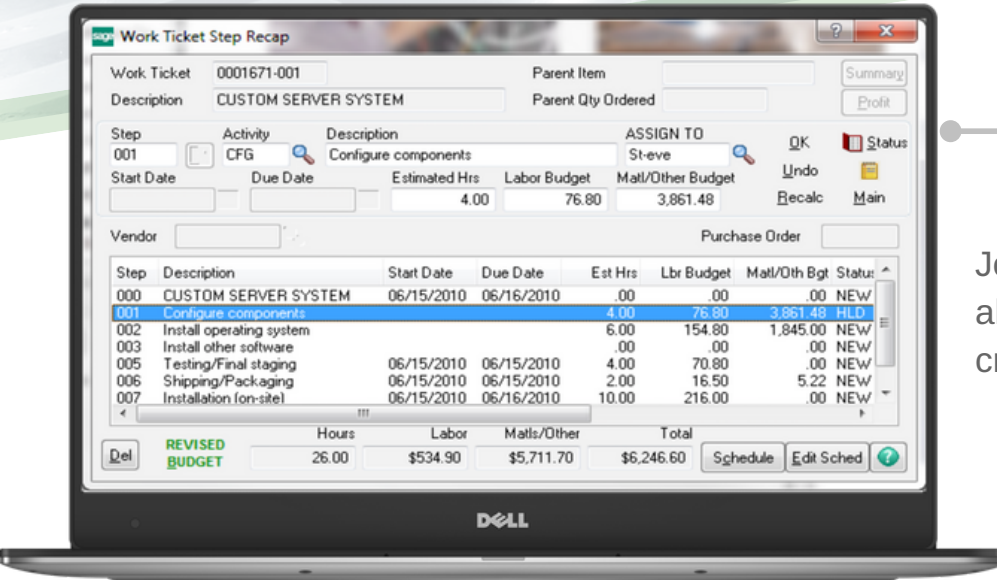 sage Work Ticket Step Recap
Work Ticket 0001671-001 Parent Item Summary
Description CUSTOM SERVER SYSTEM Parent Qty Ordered Profit
Step Activity Description ASSIGN TO OK Status
001 CFG Configure components St-eve
Start Date Due Date Estimated Hrs Labor Budget Matl/Other Budget Undo
4.00 76.80 3,861.48 Recalc Main
Vendor Purchase Order
Step Description Start Date Due Date Est Hrs Lbr Budget Matl/Oth Bgt Statu
000 CUSTOM SERVER SYSTEM 06/15/2010 06/16/2010 .00 .00 .00 NEW
001 Configure components 4.00 76.80 3,861.48 HLD
002 Install operating system 6.00 154.80 1,845.00 NEW
003 Install other software .00 .00 .00 NEW
005 Testing/Final staging 06/15/2010 06/15/2010 4.00 70.80 .00 NEW
006 Shipping/Packaging 06/15/2010 06/15/2010 2.00 16.50 5.22 NEW
007 Installation (on-site) 06/15/2010 06/16/2010 10.00 216.00 .00 NEW
Hours Labor Matls/Other Total
Del REVISED BUDGET 26.00 $534.90 $5,711.70 $6,246.60 Schedule Edit Sched
DELL